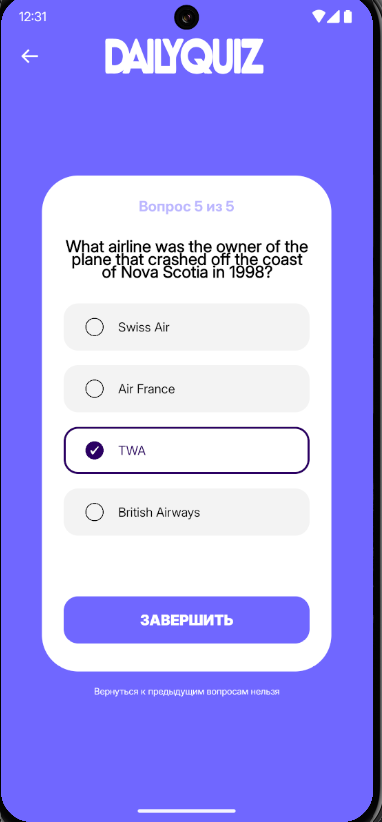 12:31
DAILYQUIZ
Вопрос 5 из 5
What airline was the owner of the
plane that crashed off the coast
of Nova Scotia in 1998?
Swiss Air
Air France
TWA
British Airways
ЗАВЕРШИТЬ
Вернуться к предыдущим вопросам нельзя